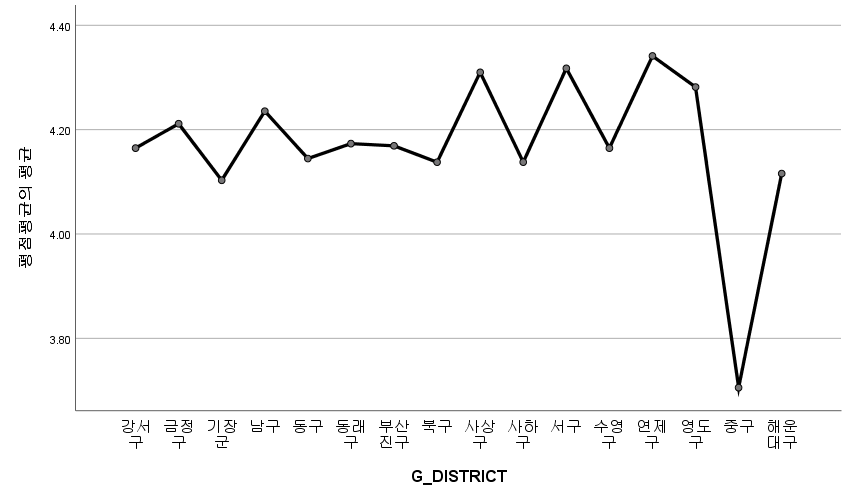 4.40
4.20
4.00
3.80
평점평균의 평균
강서 금정 기장 남구 동구 동래 부산 북구 사상 사하 서구 수영 연제 영도 중구 해운
구 구 군 구 진구 구 구 구 구 구 대구
G_DISTRICT